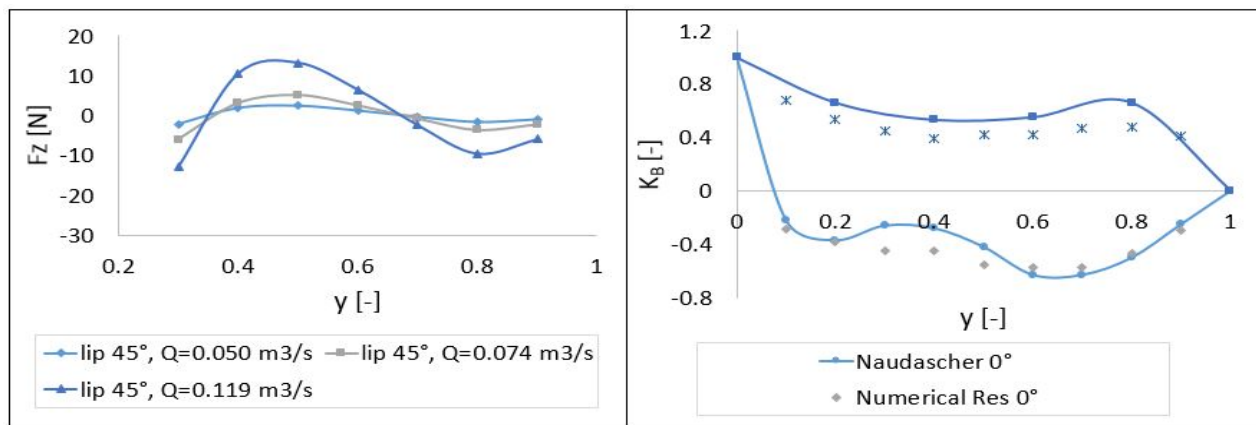 20
10
0
-10
-20
-30
Fz [N]
0.2 0.4 0.6 0.8 1
y [-]
lip 45°, Q=0.050 m3/s lip 45°, Q=0.074 m3/s
lip 45°, Q=0.119 m3/s
1.2
0.8
0.4
0
-0.4
-0.8
K_B [-]
0 0.2 0.4 0.6 0.8 1
y [-]
Naudascher 0°
Numerical Res 0°